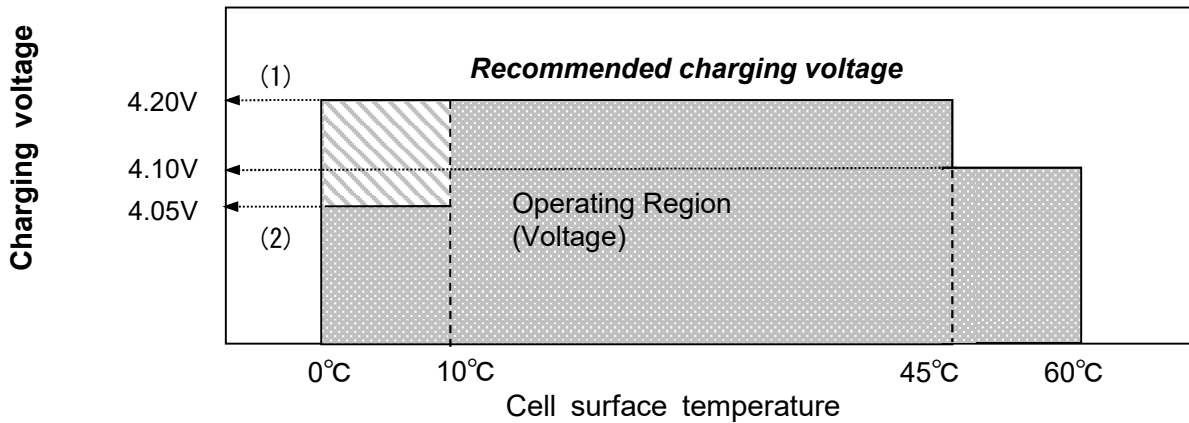 Charging voltage
Recommended charging voltage
(1)
4.20V
4.10V
4.05V
(2)
Operating Region
(Voltage)
0℃ 10℃ 45℃ 60℃
Cell surface temperature